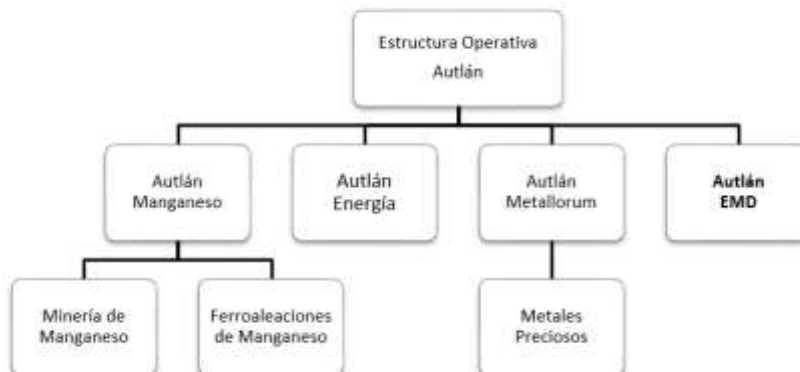 Estructura Operativa
Autlán
Autlán
Manganeso
Autlán
Energía
Autlán
Metallorum
Autlán
EMD
Minería de
Manganeso
Ferroaleaciones
de Manganeso
Metales
Preciosos